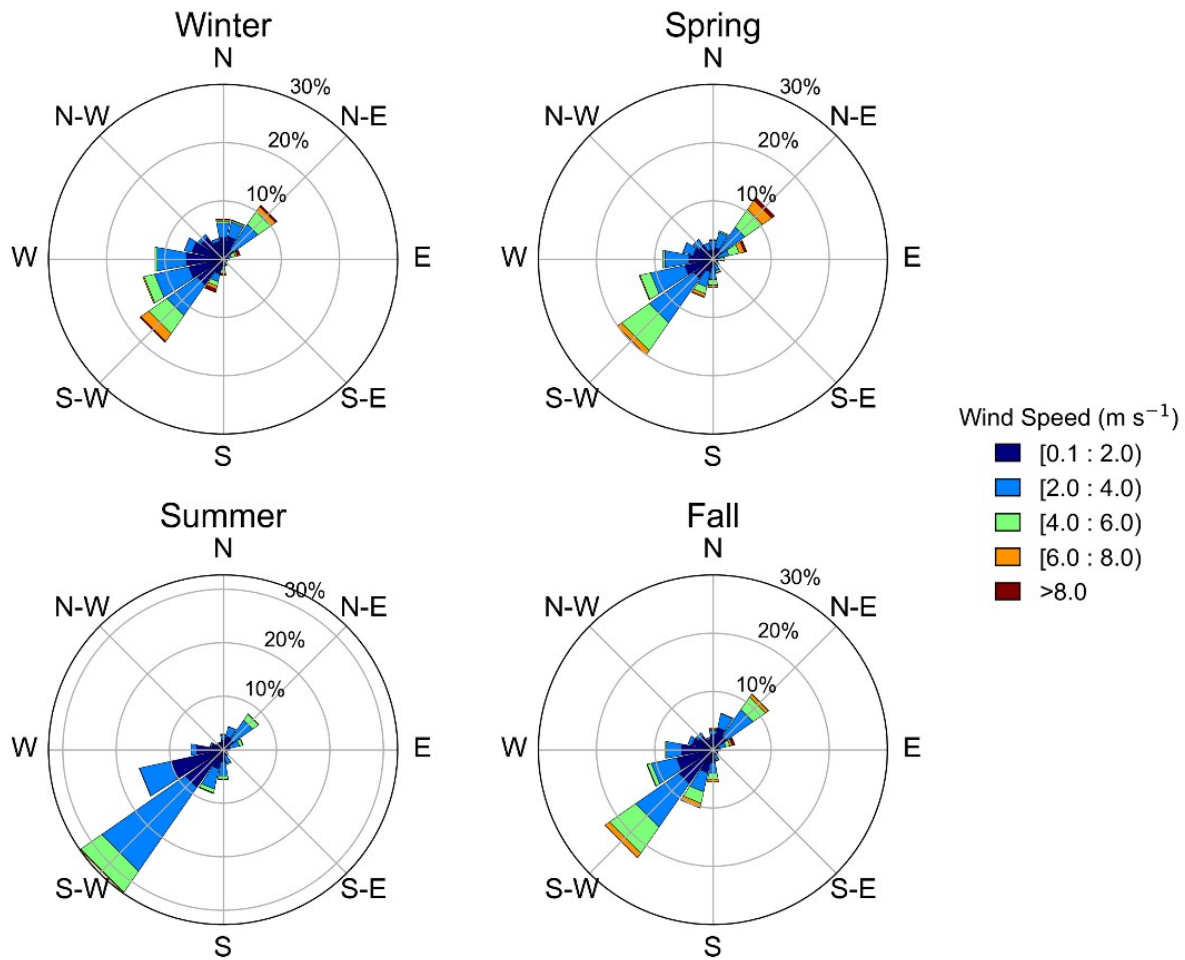 Winter
N
30%
N-W
N-E
20%
10%
W
E
S-W
S-E
S
Spring
N
30%
N-W
N-E
20%
10%
W
E
S-W
S-E
S
Wind Speed (m s⁻¹)
[0.1 : 2.0)
[2.0 : 4.0)
[4.0 : 6.0)
[6.0 : 8.0)
>8.0
Summer
N
30%
N-W
N-E
20%
10%
W
E
S-W
S-E
S
Fall
N
30%
N-W
N-E
20%
10%
W
E
S-W
S-E
S